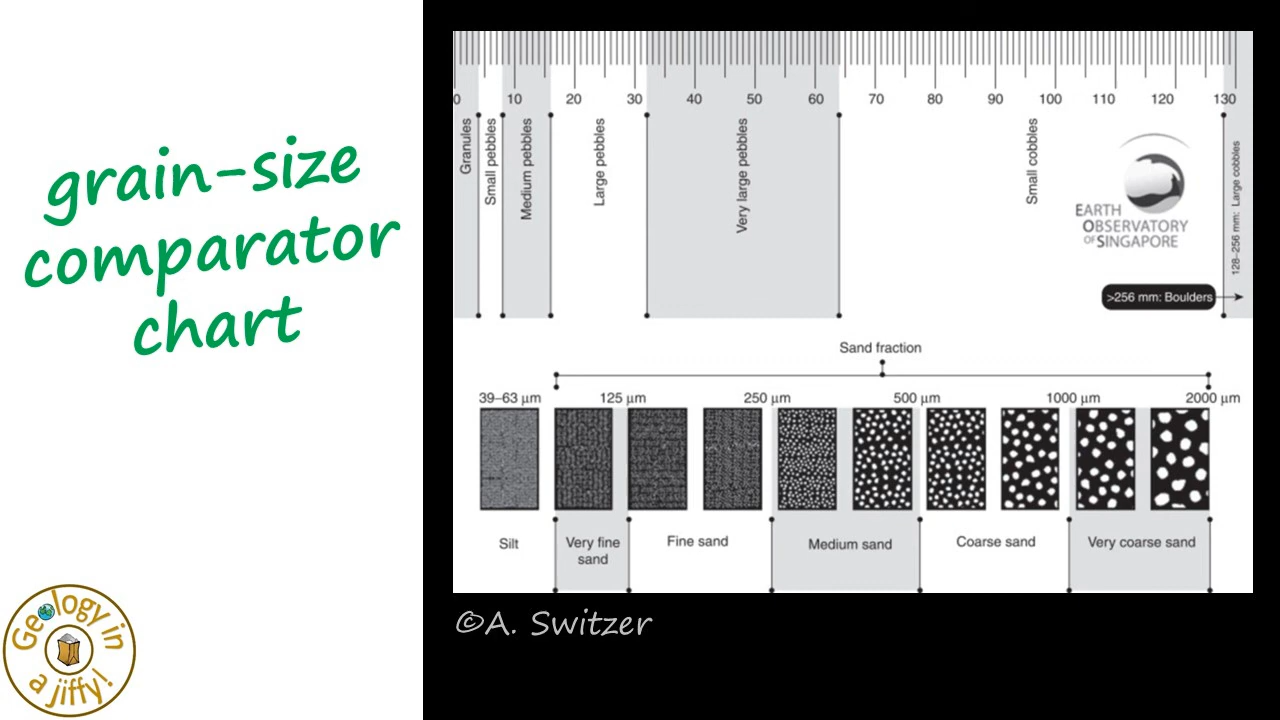 grain-size
comparator
chart
0 10 20 30 40 50 60 70 80 90 100 110 120 130
Granules
Small pebbles
Medium pebbles
Large pebbles
Very large pebbles
Small cobbles
128–256 mm: Large cobbles
EARTH
OBSERVATORY
OF SINGAPORE
>256 mm: Boulders
Sand fraction
39–63 μm 125 μm 250 μm 500 μm 1000 μm 2000 μm
Silt
Very fine
sand
Fine sand
Medium sand
Coarse sand
Very coarse sand
©A. Switzer
Geology in
a jiffy!